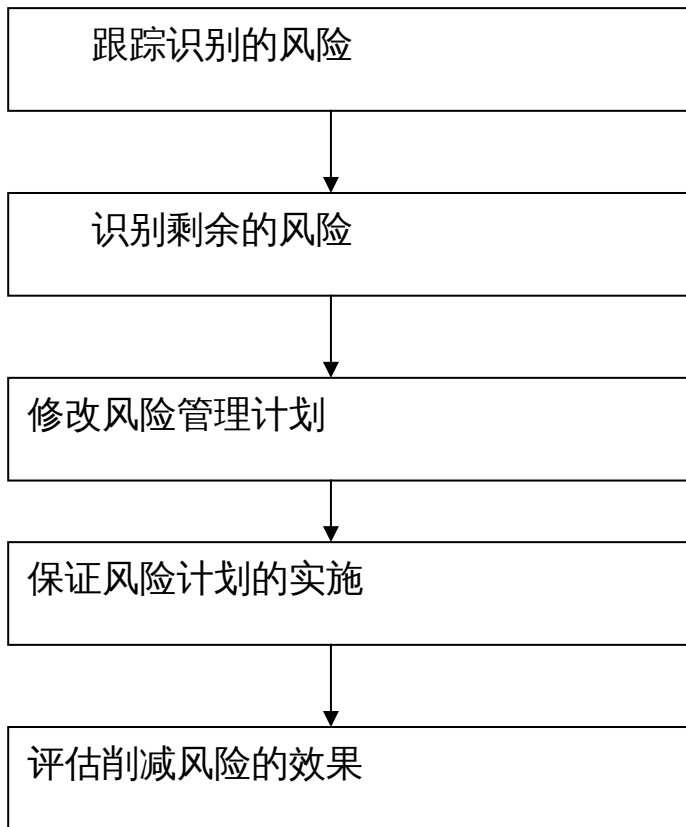 跟踪识别的风险
识别剩余的风险
修改风险管理计划
保证风险计划的实施
评估削减风险的效果